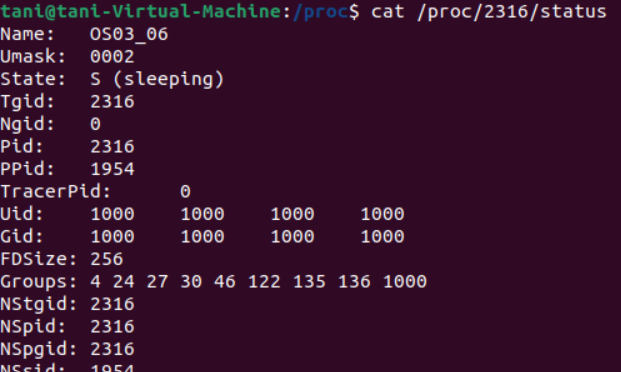 tani@tani-Virtual-Machine:/proc$ cat /proc/2316/status
Name:   OS03_06
Umask:  0002
State:  S (sleeping)
Tgid:   2316
Ngid:   0
Pid:    2316
PPid:   1954
TracerPid:      0
Uid:    1000    1000    1000    1000
Gid:    1000    1000    1000    1000
FDSize: 256
Groups: 4 24 27 30 46 122 135 136 1000
NStgid: 2316
NSpid:  2316
NSpgid: 2316
NSsid:  1954